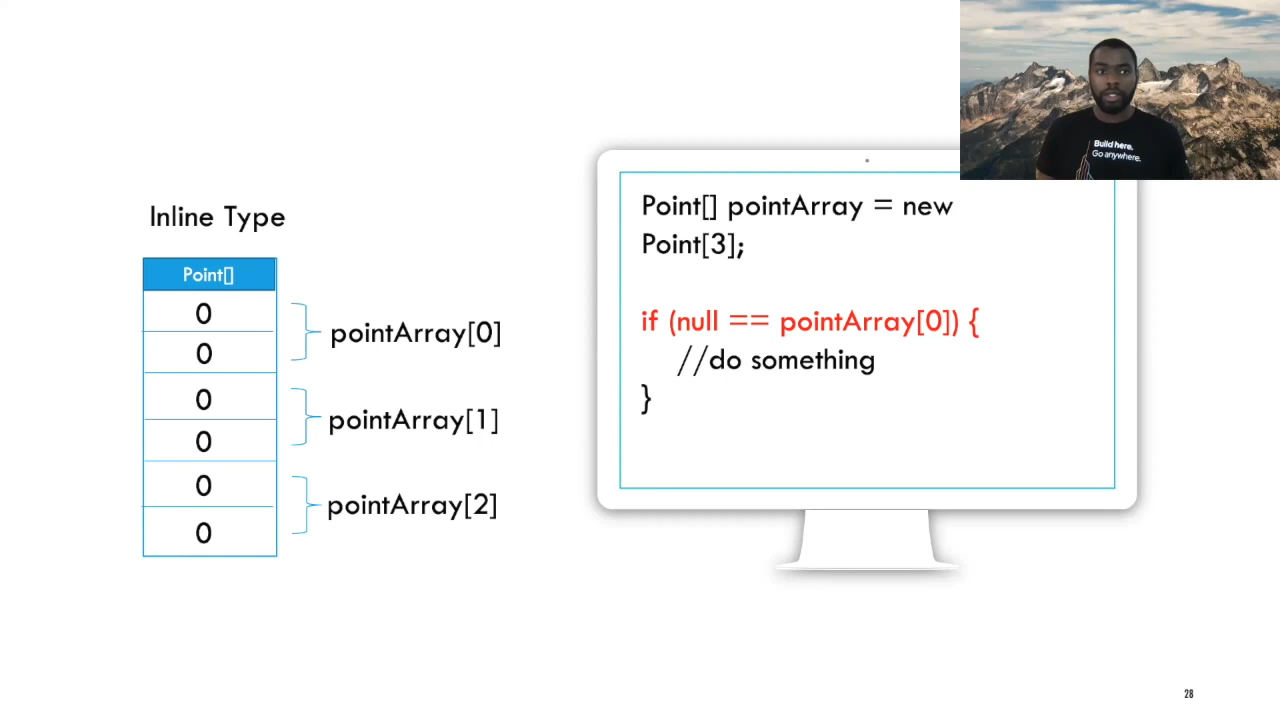 Build here.
Go anywhere.
Inline Type
Point[]
0
0
pointArray[0]
0
0
pointArray[1]
0
0
pointArray[2]
Point[] pointArray = new
Point[3];
if (null == pointArray[0]) {
//do something
}
28